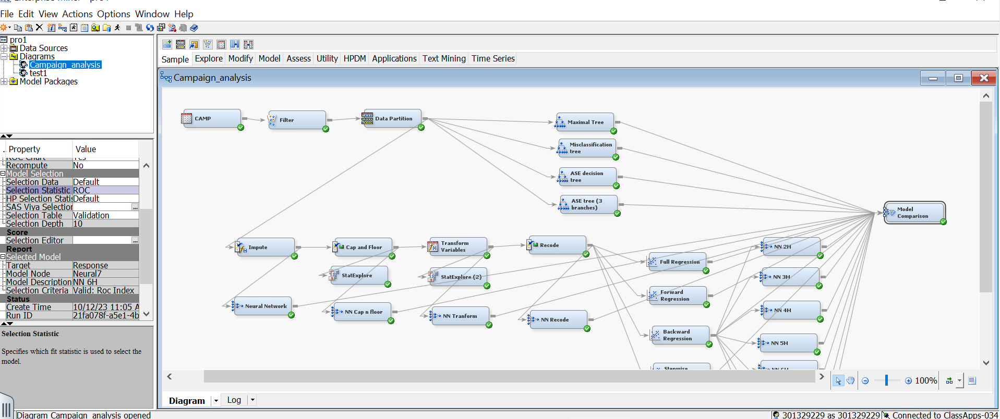 File Edit View Actions Options Window Help
pro1
Data Sources
Diagrams
Campaign_analysis
test1
Model Packages
Sample Explore Modify Model Assess Utility HPDM Applications Text Mining Time Series
Campaign_analysis
CAMP
Filter
Data Partition
Maximal Tree
Misclassification
tree
ASE decision
tree
ASE tree (3
branches)
Model
Comparison
Impute
Cap and Floor
Transform
Variables
Recode
StatExplore
StatExplore (2)
Full Regression
NN 2H
NN 3H
Forward
Regression
Neural Network
NN Cap n floor
NN Tranform
NN Recode
NN 4H
Backward
Regression
NN 5H
Stepwise
NN 6H
. Property Value
ROC Chart Yes
Recompute No
Model Selection
Selection Data Default
Selection Statistic ROC
HP Selection Statis Default
SAS Viya Selection ...
Selection Table Validation
Selection Depth 10
Score
Selection Editor ...
Report
Selected Model
Target Response
Model Node Neural7
Model Description NN 6H
Selection Criteria Valid: Roc Index
Status
Create Time 10/12/23 11:05 A
Run ID 21fa078f-a5e1-4b
Selection Statistic
Specifies which fit statistic is used to select the
model.
100%
Diagram Log
Diagram Campaign_analysis opened
301329229 as 301329229 Connected to ClassApps-034